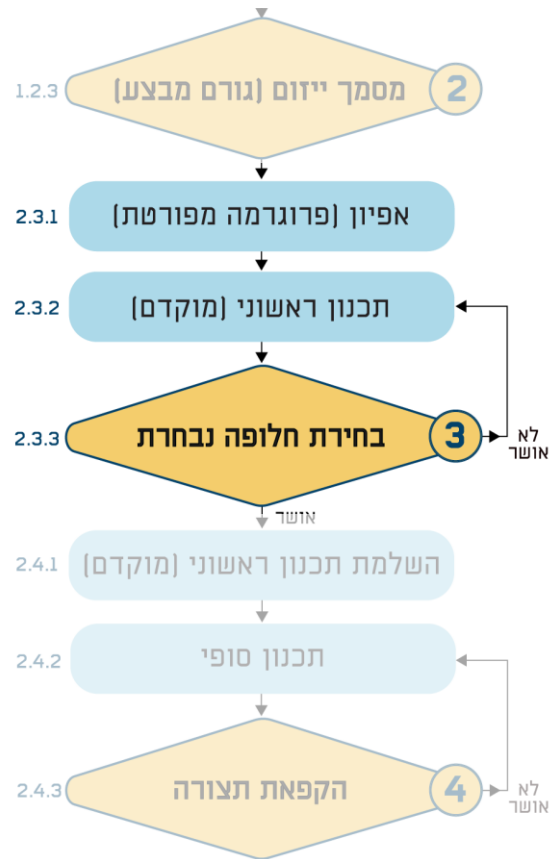 1.2.3
מסמך ייזום (גורם מבצע)
2
2.3.1
אפיון (פרוגרמה מפורטת)
2.3.2
תכנון ראשוני (מוקדם)
2.3.3
בחירת חלופה נבחרת
3
לא
אושר
אושר
2.4.1
השלמת תכנון ראשוני (מוקדם)
2.4.2
תכנון סופי
2.4.3
הקפאת תצורה
4
לא
אושר